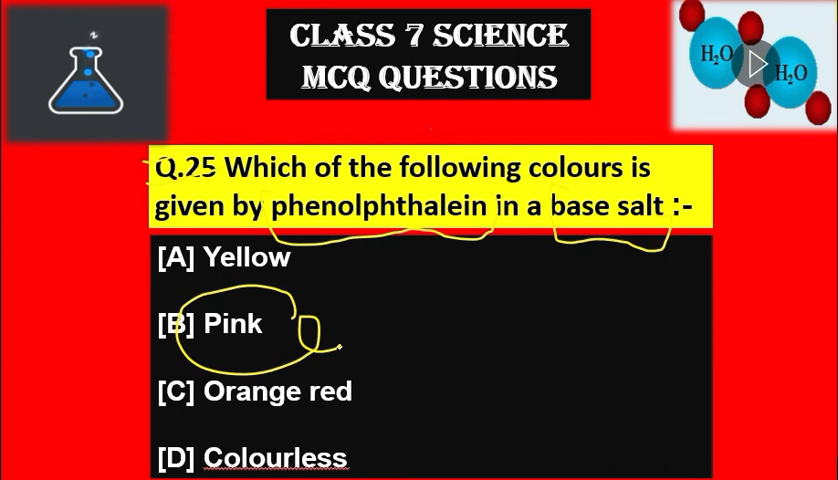 CLASS 7 SCIENCE
MCQ QUESTIONS
H₂O
H₂O
Q.25 Which of the following colours is
given by phenolphthalein in a base salt :-
[A] Yellow
[B] Pink
[C] Orange red
[D] Colourless